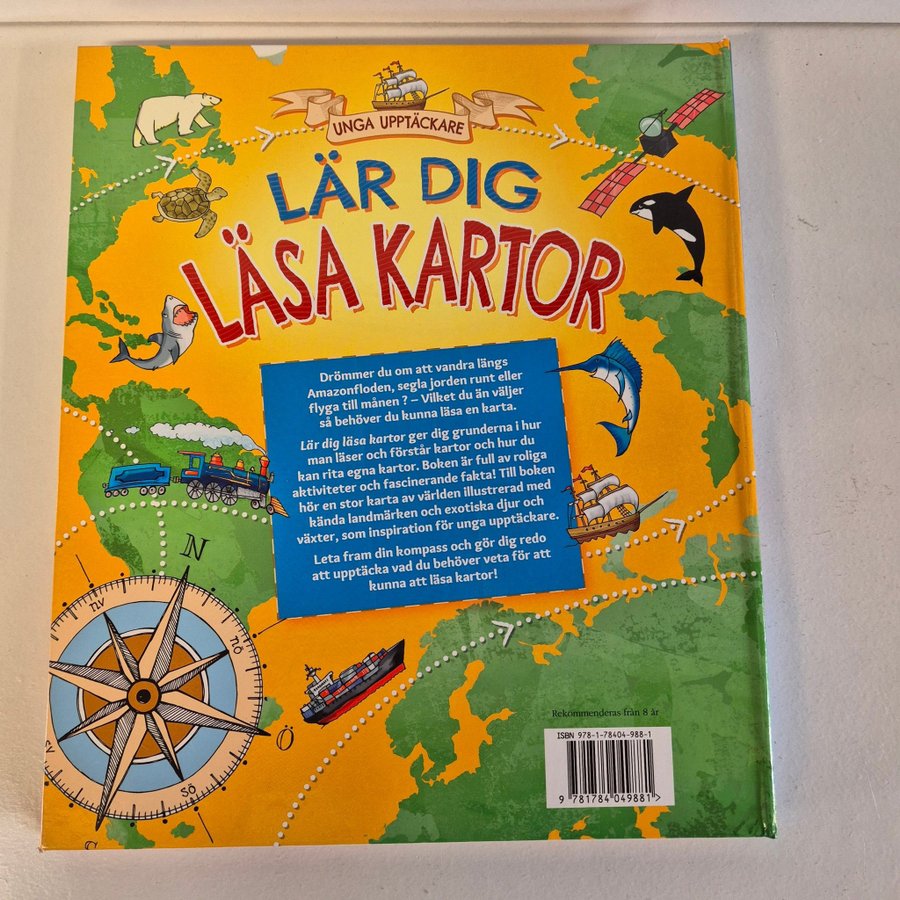 UNGA UPPTÄCKARE
LÄR DIG
LÄSA KARTOR
Drömmer du om att vandra längs
Amazonfloden, segla jorden runt eller
flyga till månen ? – Vilket du än väljer
så behöver du kunna läsa en karta.
Lär dig läsa kartor ger dig grunderna i hur
man läser och förstår kartor och hur du
kan rita egna kartor. Boken är full av roliga
aktiviteter och fascinerande fakta! Till boken
hör en stor karta av världen illustrerad med
kända landmärken och exotiska djur och
växter, som inspiration för unga upptäckare.
Leta fram din kompass och gör dig redo
att upptäcka vad du behöver veta för att
kunna att läsa kartor!
N
NV
NÖ
Ö
SV
SÖ
S
Rekommenderas från 8 år
ISBN 978-1-78404-988-1
9 781784 049881 >